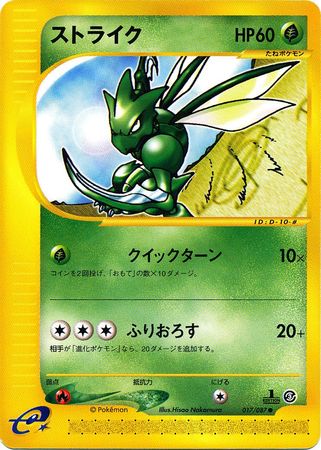 ストライク HP60
たねポケモン
ID:D-10-#
クイックターン 10×
コインを2回投げ、「おもて」の数×10ダメージ。
ふりおろす 20+
相手が「進化ポケモン」なら、20ダメージを追加する。
弱点 抵抗力 にげる
1 EDITION
© Pokémon Illus.Hisao Nakamura 017/087●
e